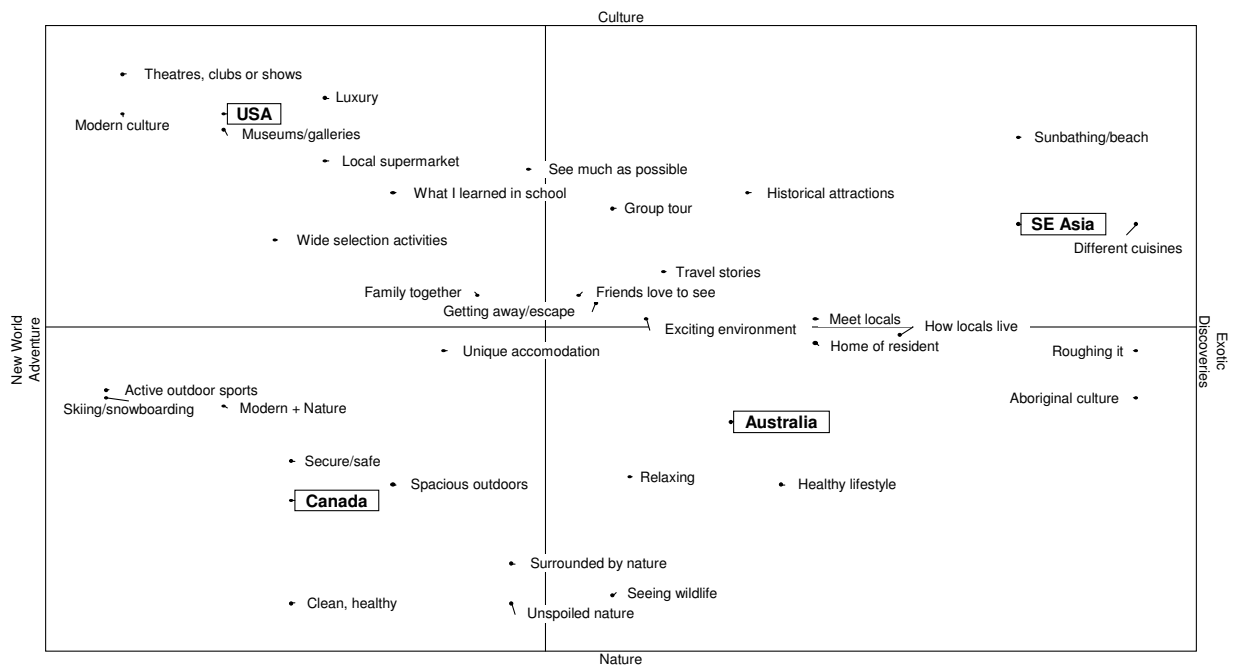 Culture
Theatres, clubs or shows
Luxury
USA
Modern culture
Museums/galleries
Sunbathing/beach
Local supermarket
See much as possible
What I learned in school
Historical attractions
Group tour
SE Asia
Wide selection activities
Different cuisines
Travel stories
Family together
Friends love to see
Getting away/escape
Meet locals
How locals live
Exciting environment
New World
Adventure
Exotic
Discoveries
Home of resident
Unique accomodation
Roughing it
Active outdoor sports
Aboriginal culture
Skiing/snowboarding
Modern + Nature
Australia
Secure/safe
Relaxing
Spacious outdoors
Healthy lifestyle
Canada
Surrounded by nature
Seeing wildlife
Clean, healthy
Unspoiled nature
Nature